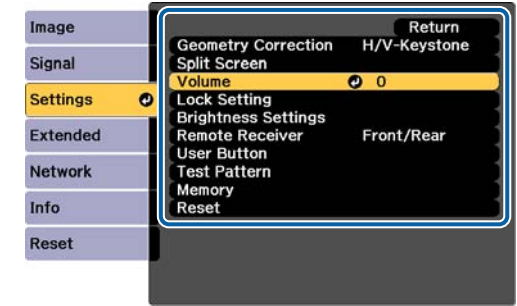 Image
Signal
Settings
Extended
Network
Info
Reset
Return
Geometry Correction H/V-Keystone
Split Screen
Volume 0
Lock Setting
Brightness Settings
Remote Receiver Front/Rear
User Button
Test Pattern
Memory
Reset